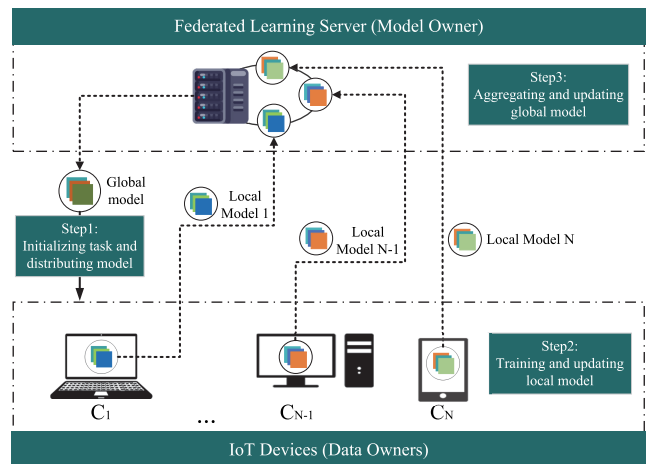 Federated Learning Server (Model Owner)
Step3:
Aggregating and updating
global model
Global
model
Local
Model 1
Local
Model N-1
Local Model N
Step1:
Initializing task and
distributing model
Step2:
Training and updating
local model
C1
...
CN-1
CN
IoT Devices (Data Owners)